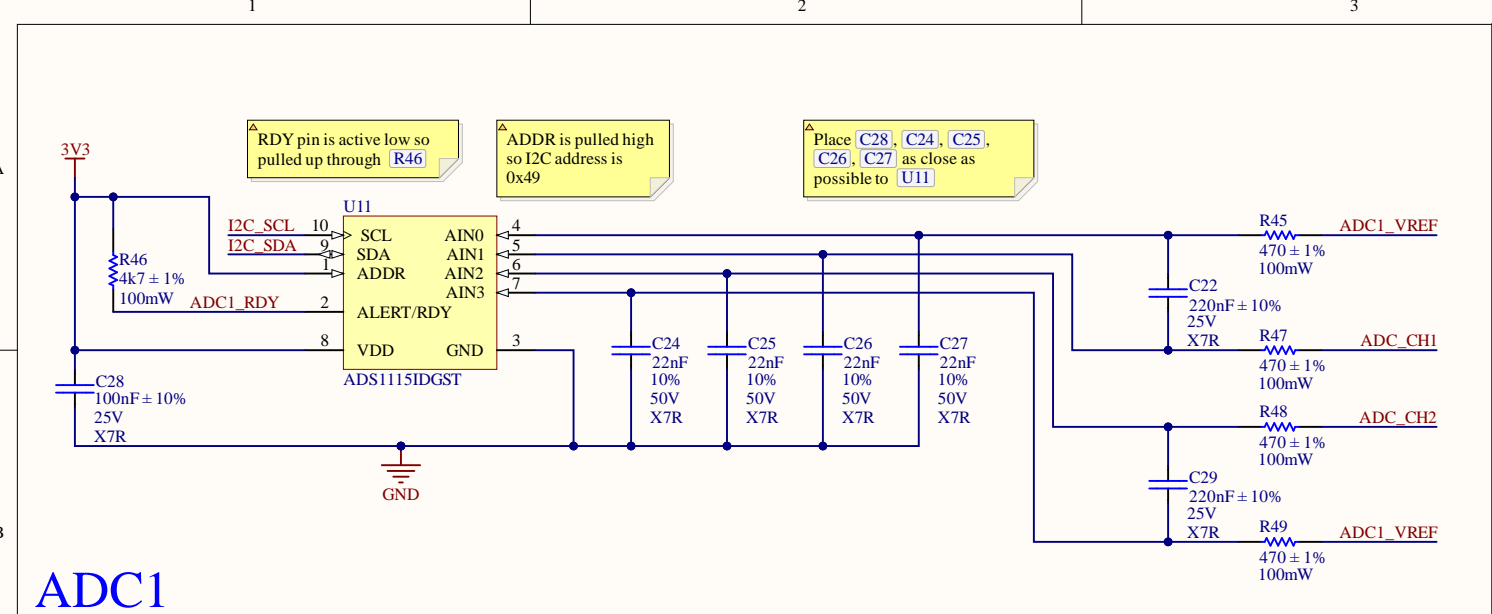 1 2 3
RDY pin is active low so
pulled up through R46
ADDR is pulled high
so I2C address is
0x49
Place C28, C24, C25,
C26, C27 as close as
possible to U11
3V3
U11
I2C_SCL 10 SCL
I2C_SDA 9 SDA
1 ADDR
ADC1_RDY 2 ALERT/RDY
8 VDD
AIN0 4
AIN1 5
AIN2 6
AIN3 7
GND 3
ADS1115IDGST
R46
4k7 ± 1%
100mW
C28
100nF ± 10%
25V
X7R
GND
C24
22nF
10%
50V
X7R
C25
22nF
10%
50V
X7R
C26
22nF
10%
50V
X7R
C27
22nF
10%
50V
X7R
R45 ADC1_VREF
470 ± 1%
100mW
C22
220nF ± 10%
25V
X7R
R47 ADC_CH1
470 ± 1%
100mW
R48 ADC_CH2
470 ± 1%
100mW
C29
220nF ± 10%
25V
X7R
R49 ADC1_VREF
470 ± 1%
100mW
B
ADC1